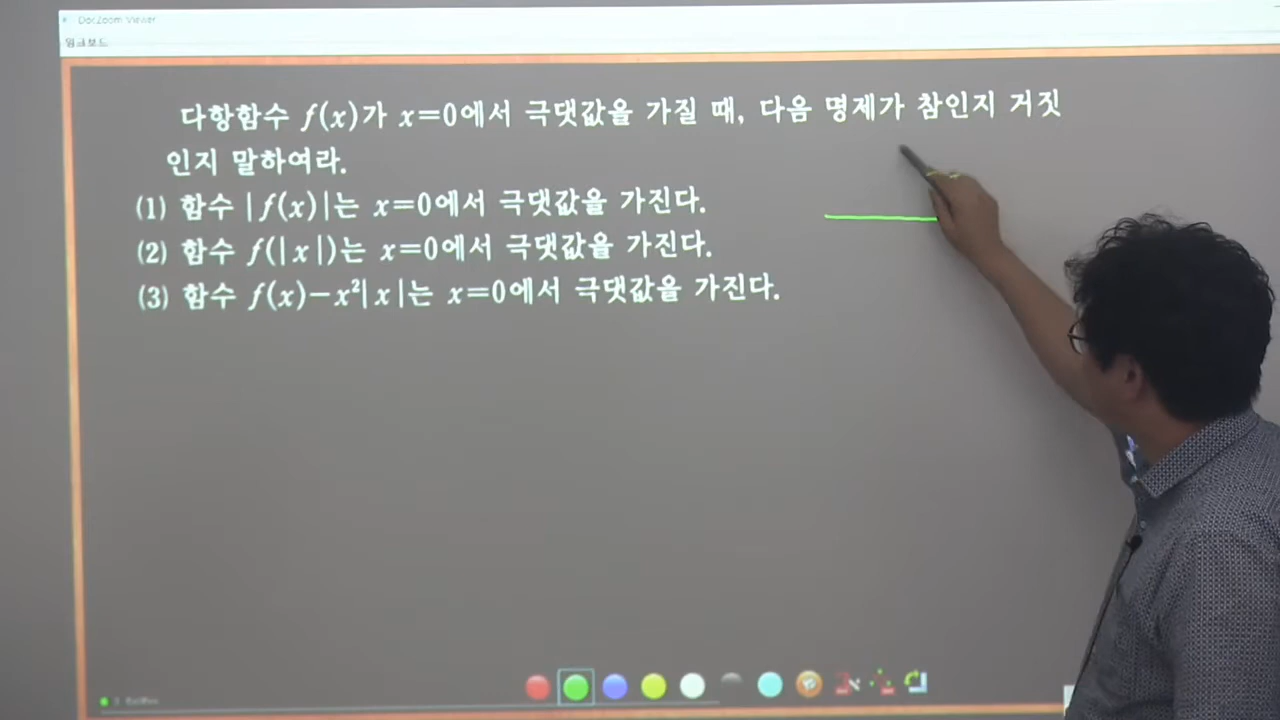 DocZoom Viewer
다항함수 f(x)가 x=0에서 극댓값을 가질 때, 다음 명제가 참인지 거짓
인지 말하여라.
(1) 함수 |f(x)|는 x=0에서 극댓값을 가진다.
(2) 함수 f(|x|)는 x=0에서 극댓값을 가진다.
(3) 함수 f(x)-x²|x|는 x=0에서 극댓값을 가진다.